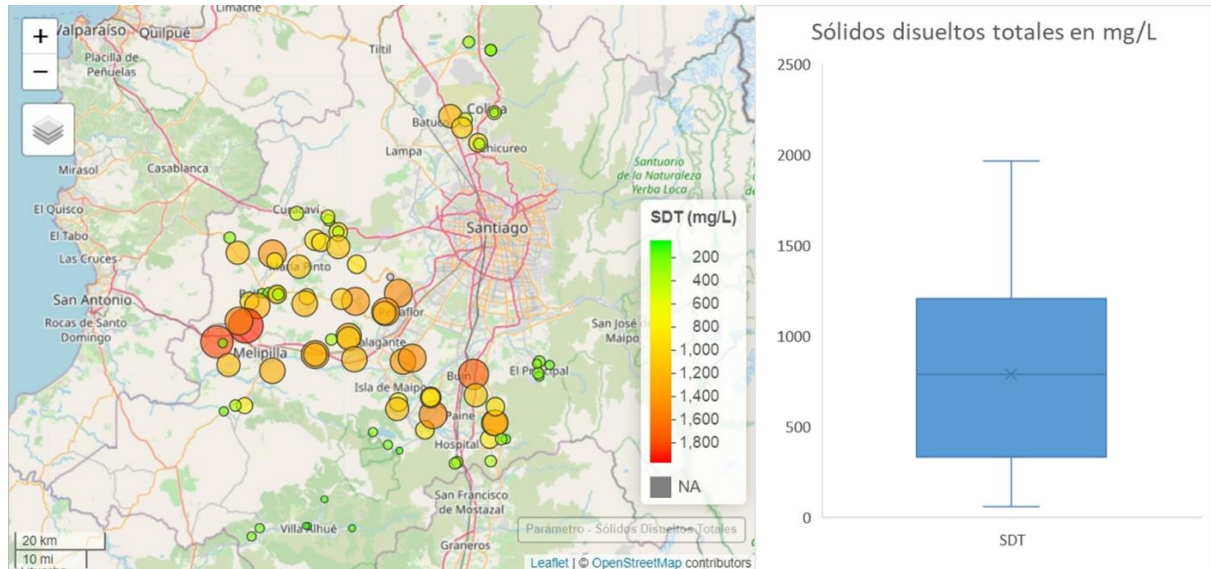 Limache
Valparaíso
Quilpué
Placilla de
Peñuelas
Tiltil
Colina
Batuco
Chicureo
Lampa
Casablanca
Mirasol
Santuario
de la Naturaleza
Yerba Loca
El Quisco
El Tabo
Las Cruces
Curacaví
Santiago
María Pinto
San Antonio
Rocas de Santo
Domingo
Peñaflor
San José de
Maipo
Melipilla
Talagante
El Principal
Isla de Maipo
Buin
Paine
Hospital
San Francisco
de Mostazal
Villa Alhué
Graneros
+
−
SDT (mg/L)
200
400
600
800
1,000
1,200
1,400
1,600
1,800
NA
Parámetro - Sólidos Disueltos Totales
20 km
10 mi
Leaflet | © OpenStreetMap contributors
Sólidos disueltos totales en mg/L
2500
2000
1500
1000
500
0
SDT